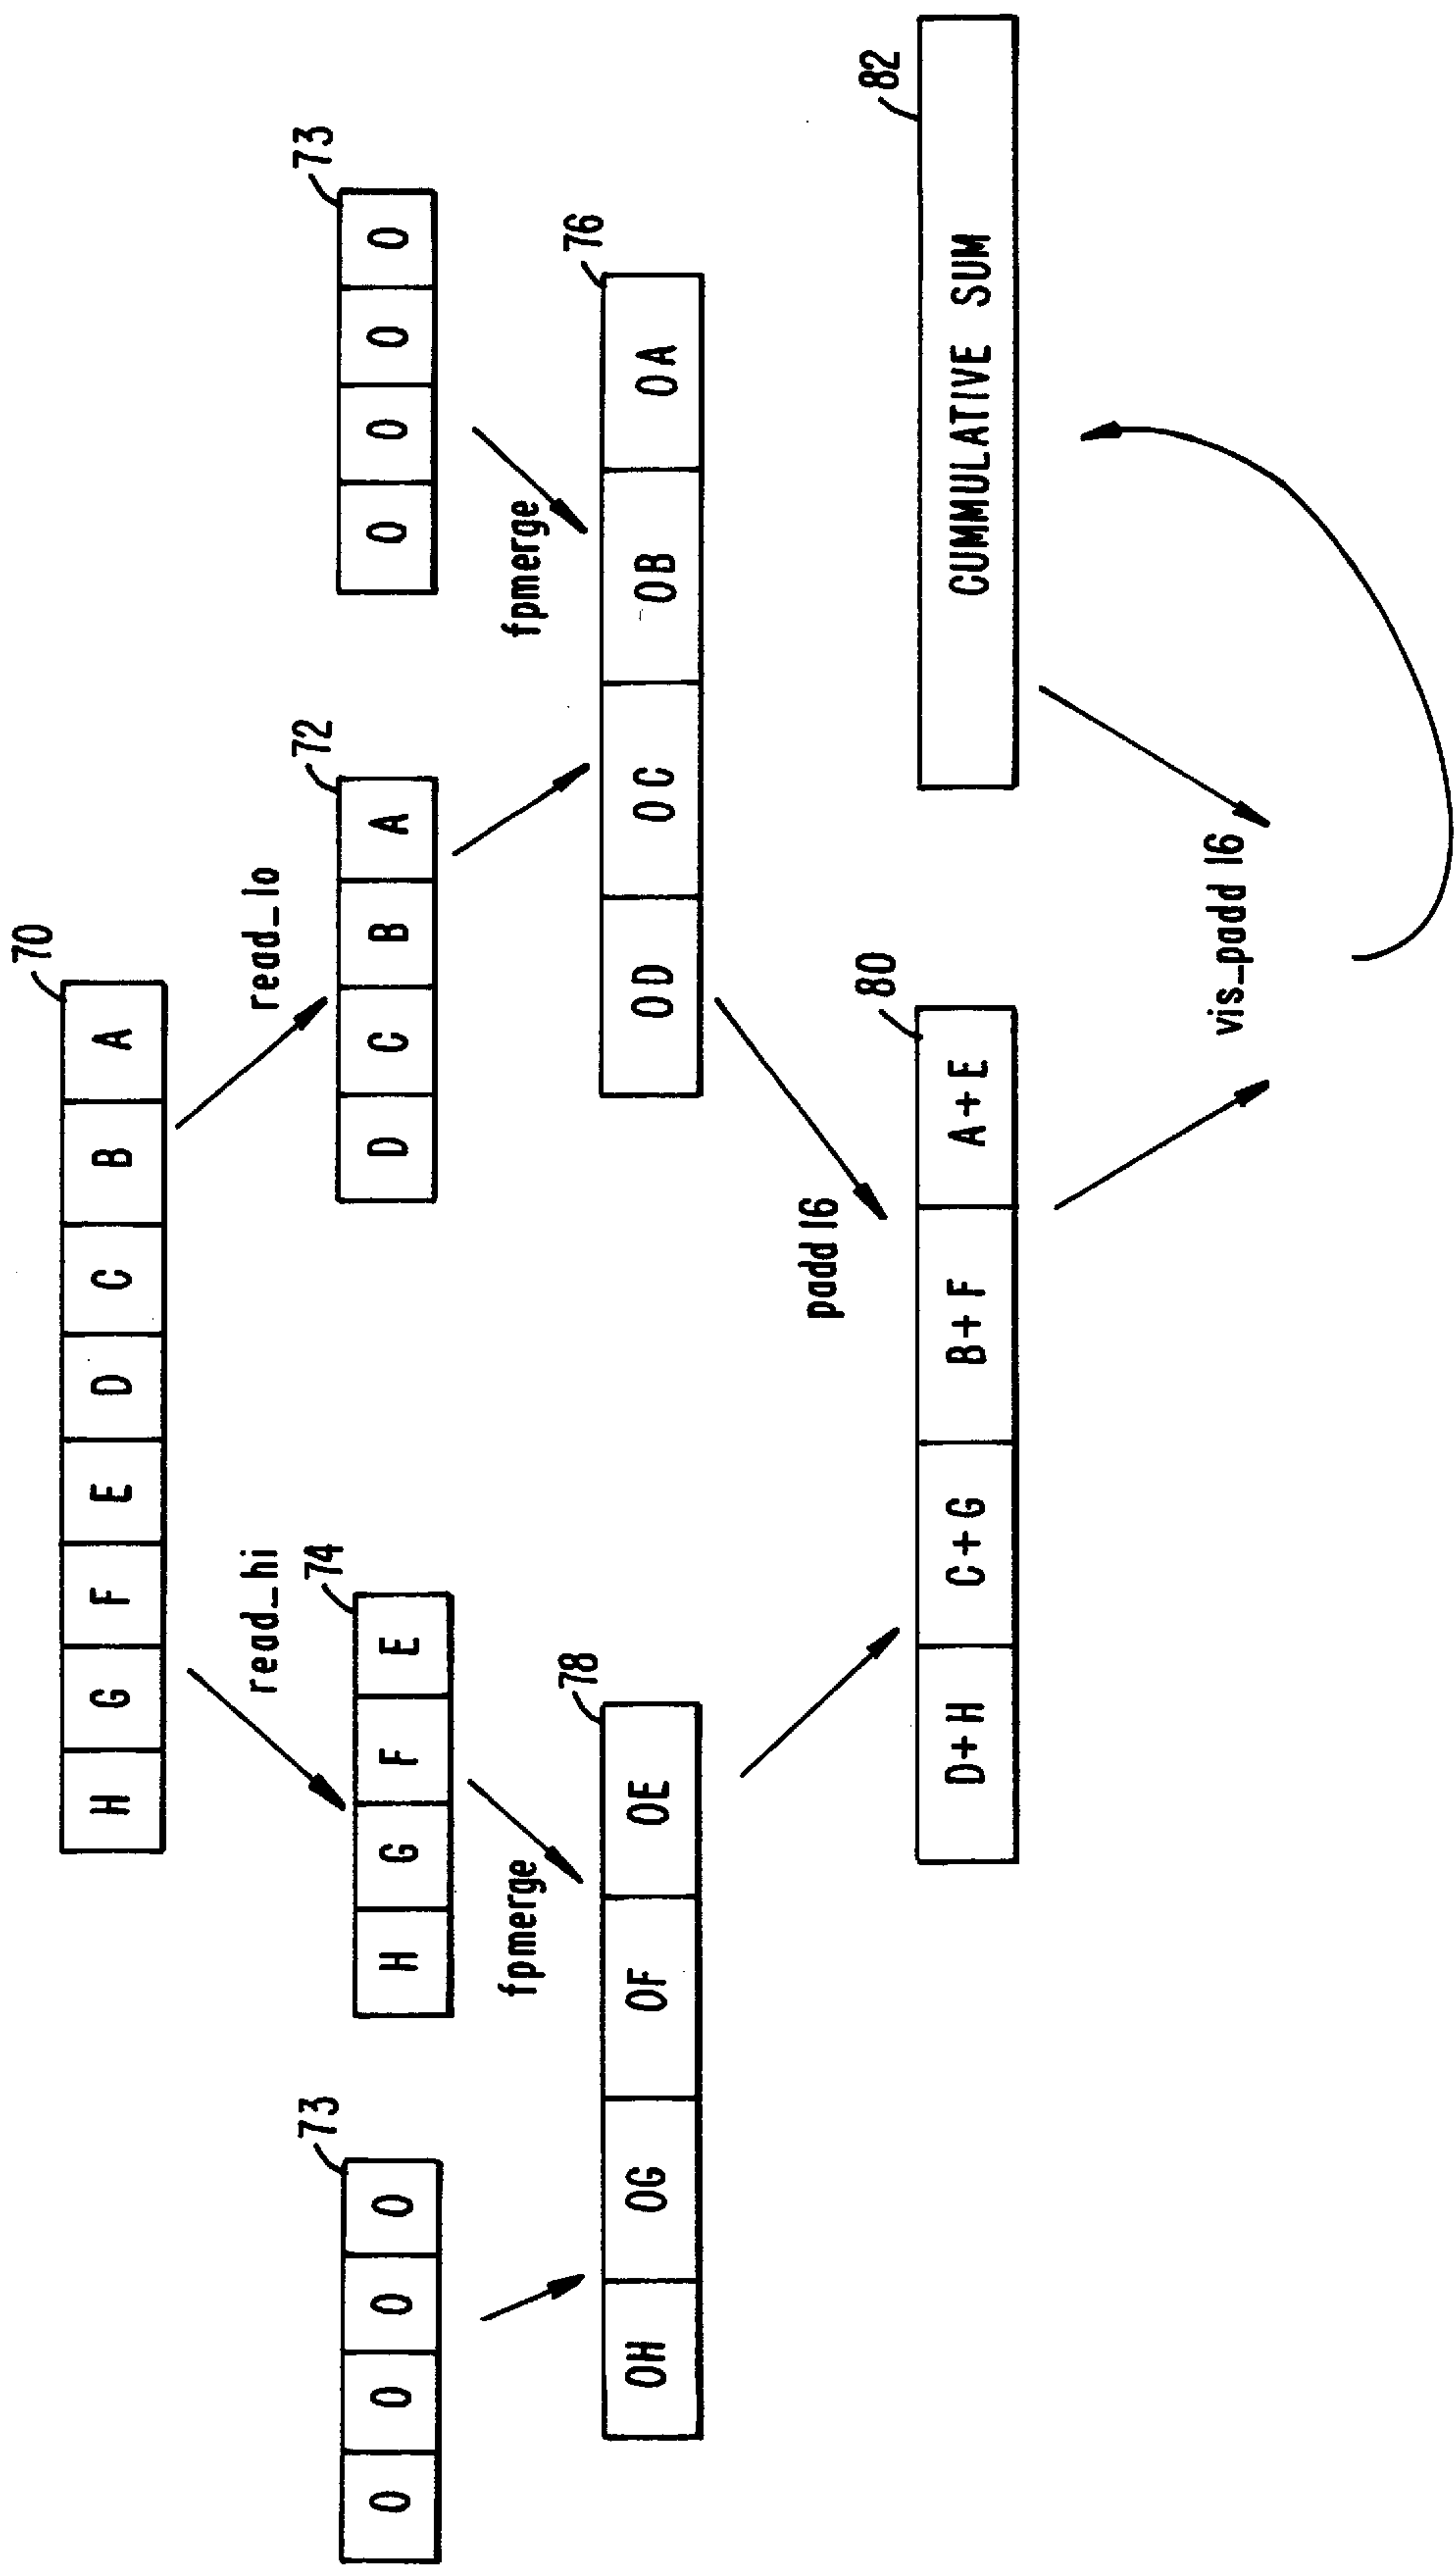 70
H G F E D C B A
read_hi
read_lo
73
0 0 0 0
74
H G F E
72
D C B A
73
0 0 0 0
fpmerge
fpmerge
78
0H 0G 0F 0E
76
0D 0C 0B 0A
padd 16
80
D+H C+G B+F A+E
82
CUMMULATIVE SUM
vis_padd 16